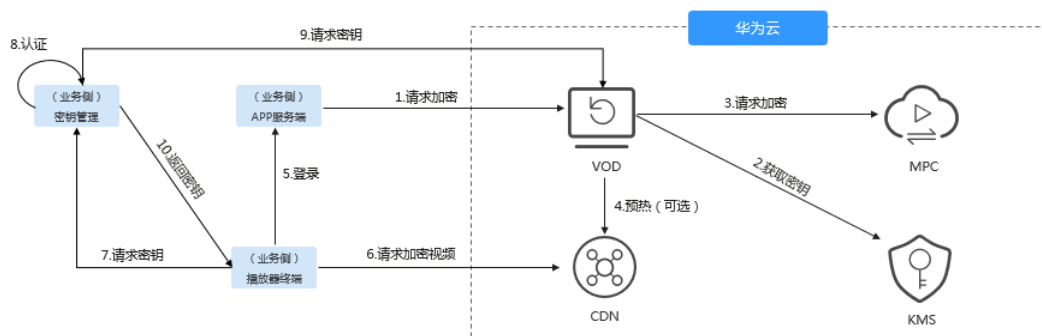 华为云
8.认证
9.请求密钥
（业务侧）
密钥管理
（业务侧）
APP服务端
1.请求加密
3.请求加密
VOD
MPC
10.返回密钥
5.登录
2.获取密钥
4.预热（可选）
7.请求密钥
（业务侧）
播放器终端
6.请求加密视频
CDN
KMS